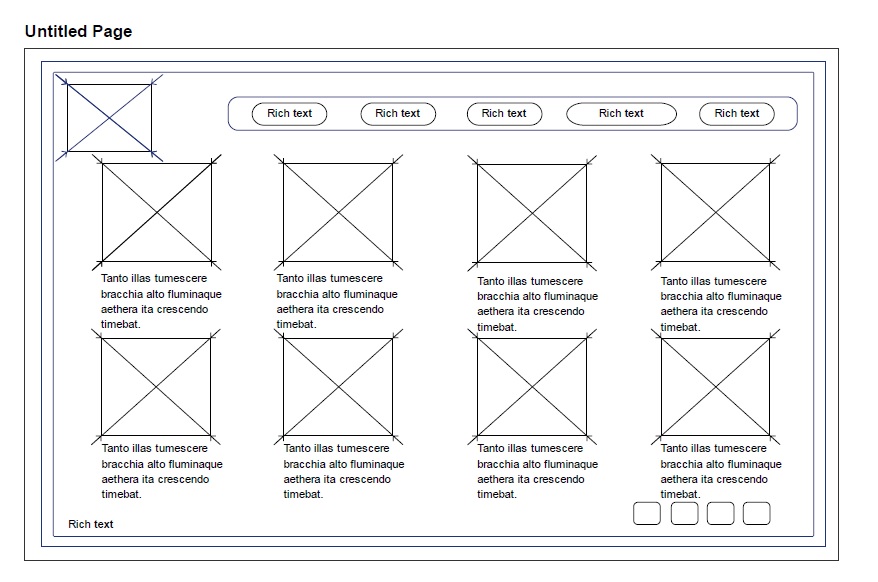 Untitled Page
Rich text
Rich text
Rich text
Rich text
Rich text
Tanto illas tumescere
bracchia alto fluminaque
aethera ita crescendo
timebat.
Tanto illas tumescere
bracchia alto fluminaque
aethera ita crescendo
timebat.
Tanto illas tumescere
bracchia alto fluminaque
aethera ita crescendo
timebat.
Tanto illas tumescere
bracchia alto fluminaque
aethera ita crescendo
timebat.
Tanto illas tumescere
bracchia alto fluminaque
aethera ita crescendo
timebat.
Tanto illas tumescere
bracchia alto fluminaque
aethera ita crescendo
timebat.
Tanto illas tumescere
bracchia alto fluminaque
aethera ita crescendo
timebat.
Tanto illas tumescere
bracchia alto fluminaque
aethera ita crescendo
timebat.
Rich text